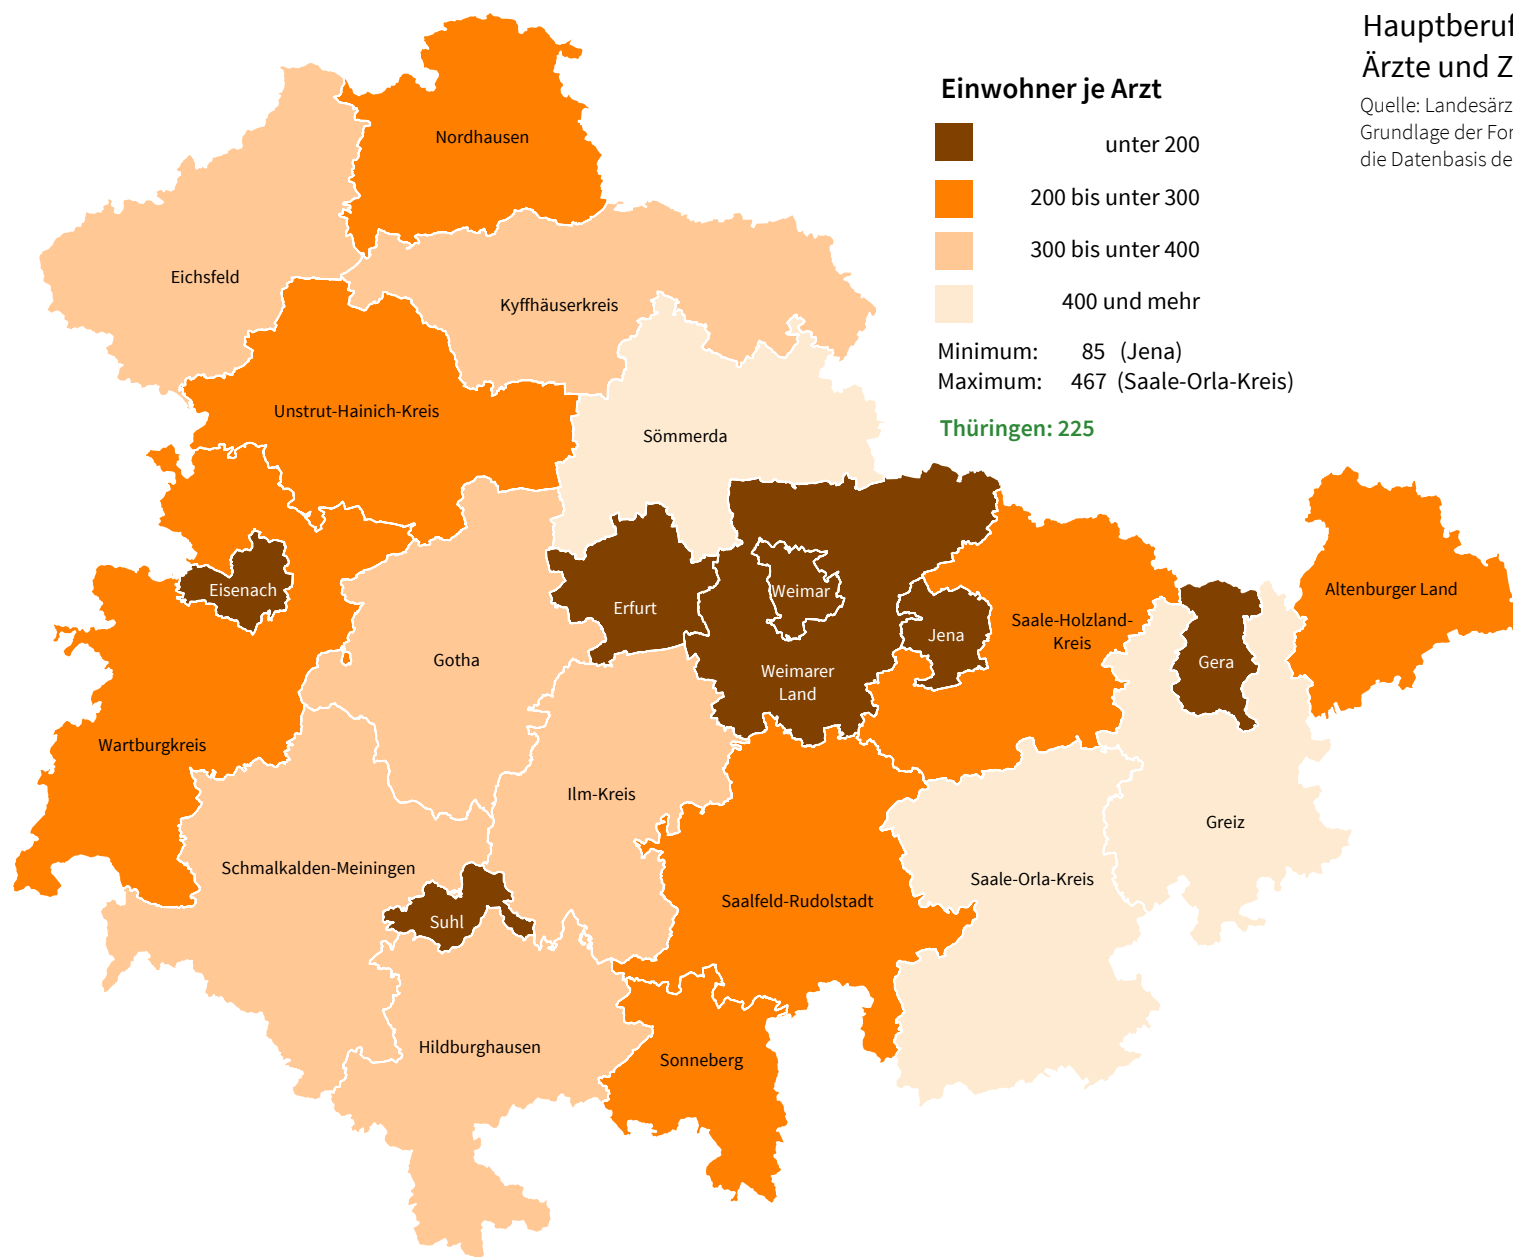 Hauptberuf
Ärzte und Z
Quelle: Landesärz
Grundlage der For
die Datenbasis de
Einwohner je Arzt
unter 200
200 bis unter 300
300 bis unter 400
400 und mehr
Minimum: 85 (Jena)
Maximum: 467 (Saale-Orla-Kreis)
Thüringen: 225
Nordhausen
Eichsfeld
Kyffhäuserkreis
Unstrut-Hainich-Kreis
Sömmerda
Eisenach
Erfurt
Weimar
Altenburger Land
Saale-Holzland-
Kreis
Jena
Gotha
Weimarer
Land
Gera
Wartburgkreis
Ilm-Kreis
Greiz
Schmalkalden-Meiningen
Saale-Orla-Kreis
Saalfeld-Rudolstadt
Suhl
Hildburghausen
Sonneberg